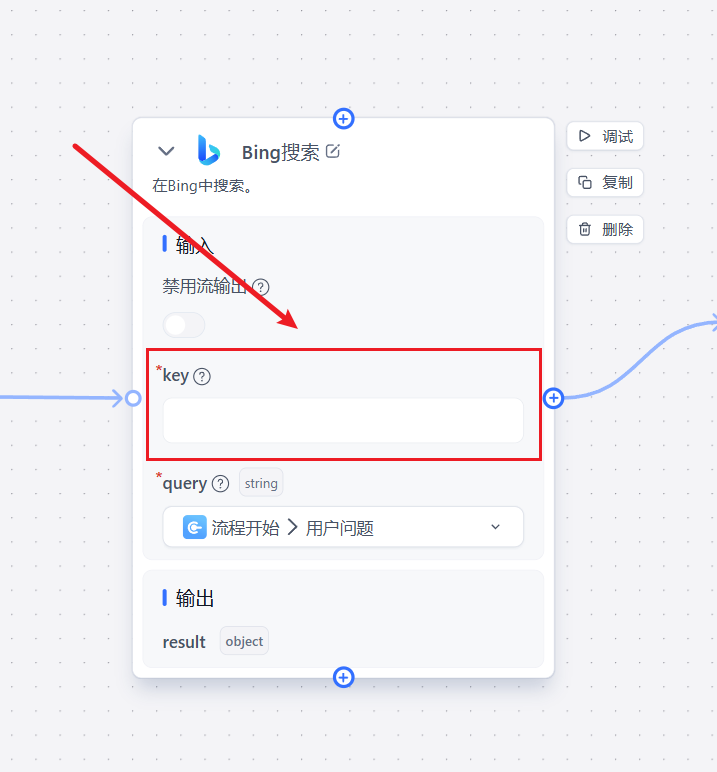 Bing搜索
调试
在Bing中搜索。
复制
删除
输入
禁用流输出 ?
*key ?
*query ? string
流程开始 > 用户问题
输出
result object